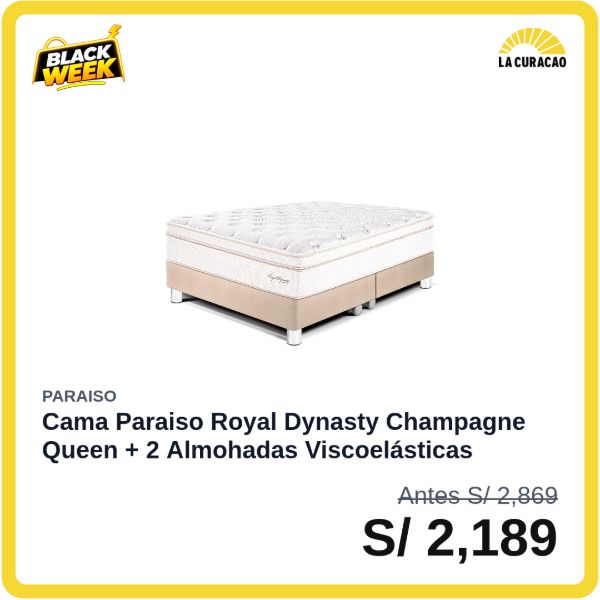 BLACK
WEEK
LA CURACAO
PARAISO
Cama Paraiso Royal Dynasty Champagne
Queen + 2 Almohadas Viscoelásticas
Antes S/ 2,869
S/ 2,189